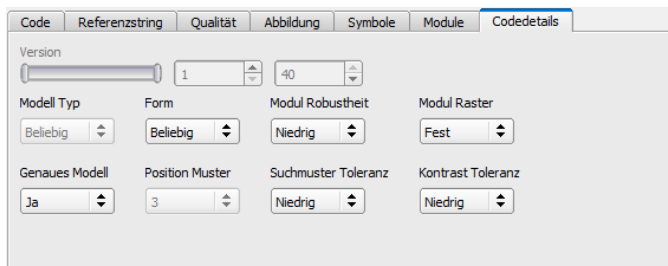 Code Referenzstring Qualität Abbildung Symbole Module Codedetails
Version
1 40
Modell Typ Form Modul Robustheit Modul Raster
Beliebig Beliebig Niedrig Fest
Genaues Modell Position Muster Suchmuster Toleranz Kontrast Toleranz
Ja 3 Niedrig Niedrig